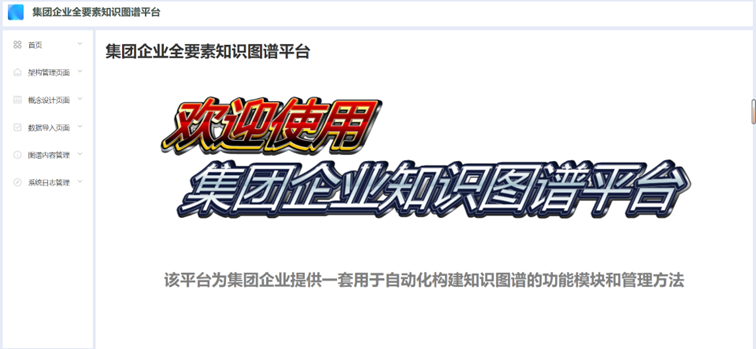 集团企业全要素知识图谱平台
首页
架构管理页面
概念设计页面
数据导入页面
图谱内容管理
系统日志管理
集团企业全要素知识图谱平台
欢迎使用
集团企业知识图谱平台
该平台为集团企业提供一套用于自动化构建知识图谱的功能模块和管理方法